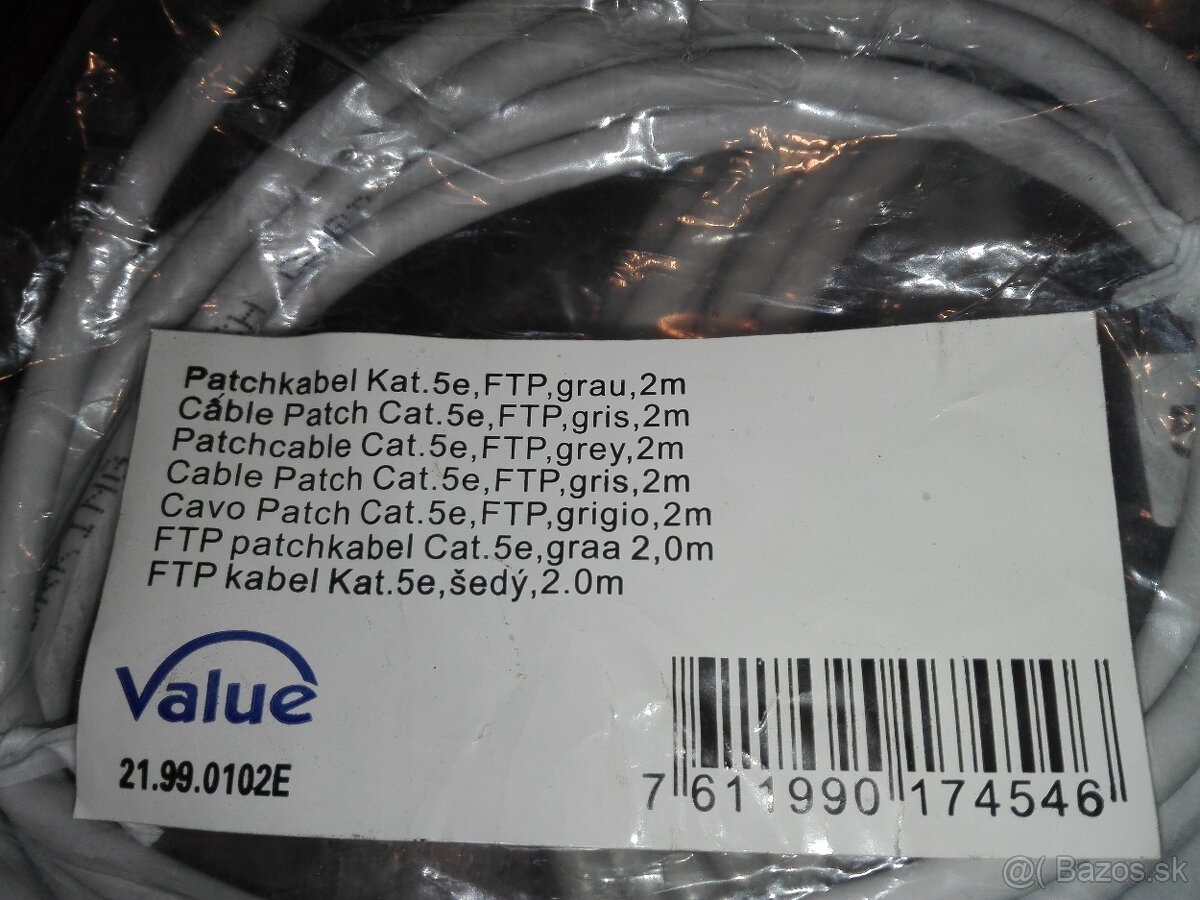 Patchkabel Kat.5e,FTP,grau,2m
Cable Patch Cat.5e,FTP,gris,2m
Patchcable Cat.5e,FTP,grey,2m
Cable Patch Cat.5e,FTP,gris,2m
Cavo Patch Cat.5e,FTP,grigio,2m
FTP patchkabel Cat.5e,graa 2,0m
FTP kabel Kat.5e,šedý,2.0m
Value
21.99.0102E
7 611990 174546
@( Bazos.sk